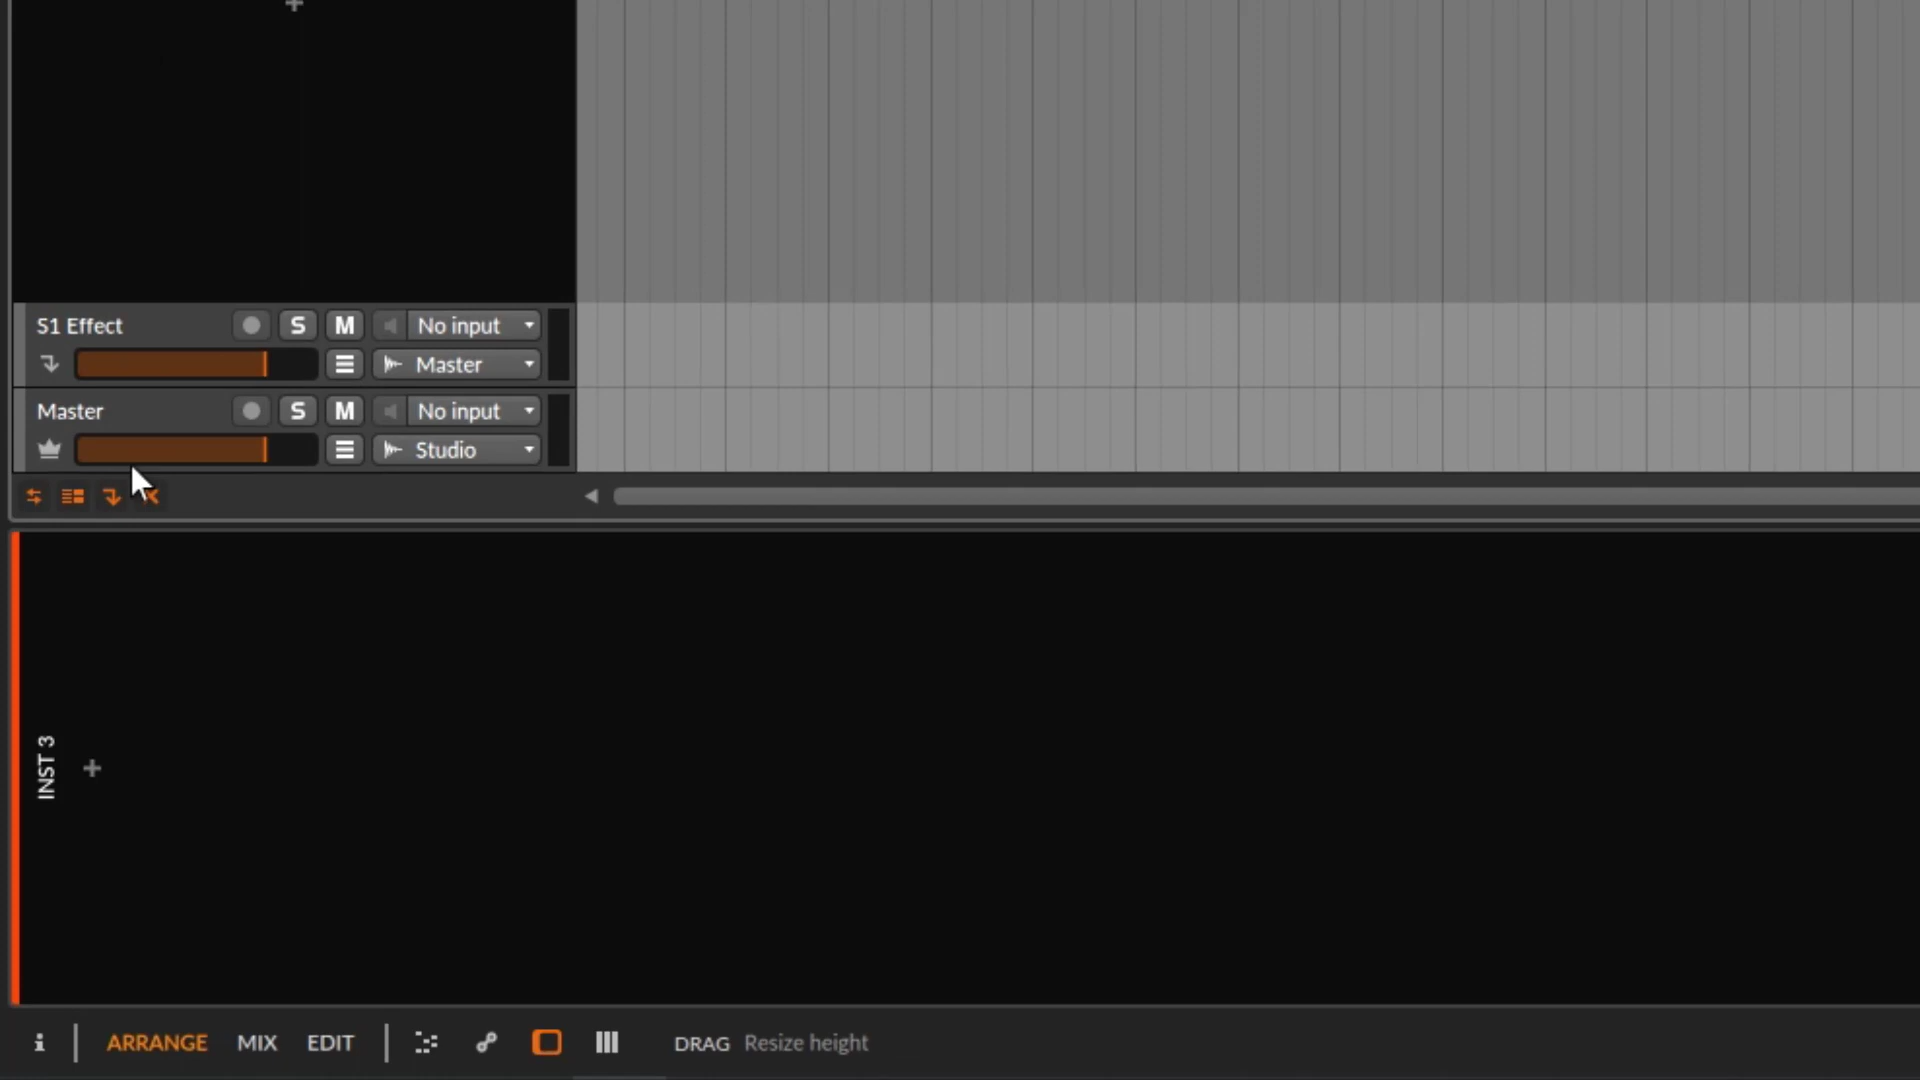 S1 Effect S M No input
Master
Master S M No input
Studio
INST 3
i ARRANGE MIX EDIT DRAG Resize height